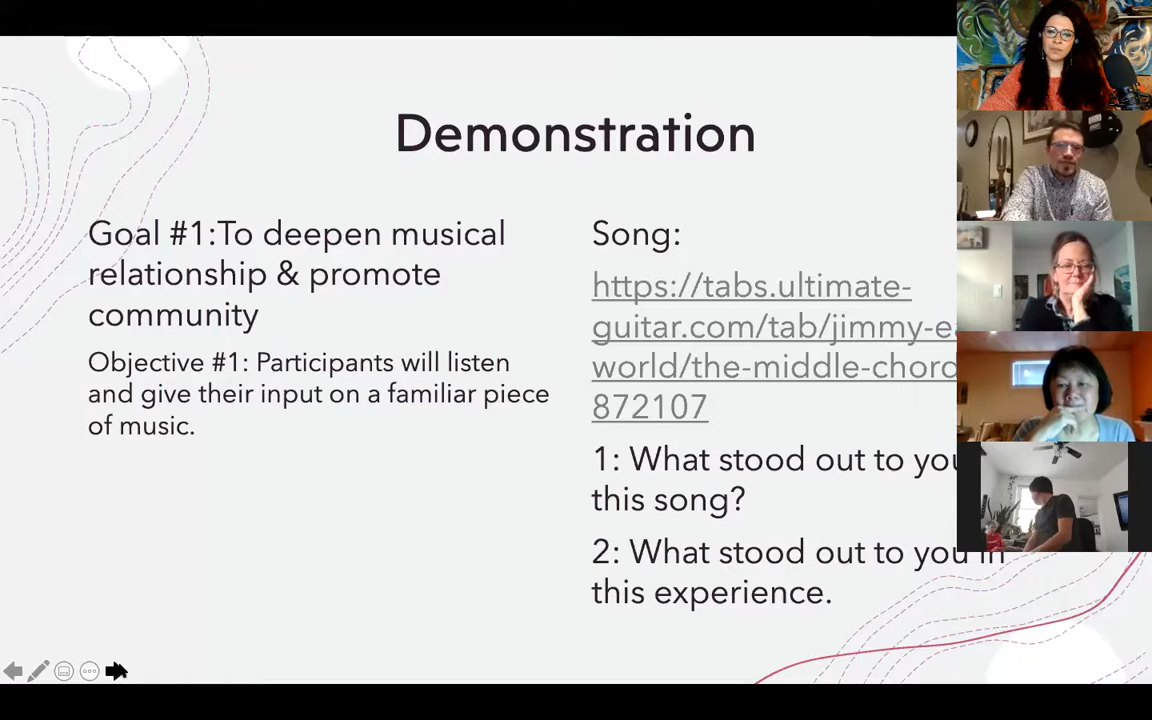 Demonstration
Goal #1:To deepen musical
relationship & promote
community
Objective #1: Participants will listen
and give their input on a familiar piece
of music.
Song:
https://tabs.ultimate-
guitar.com/tab/jimmy-ea
world/the-middle-chord
872107
1: What stood out to you
this song?
2: What stood out to you in
this experience.